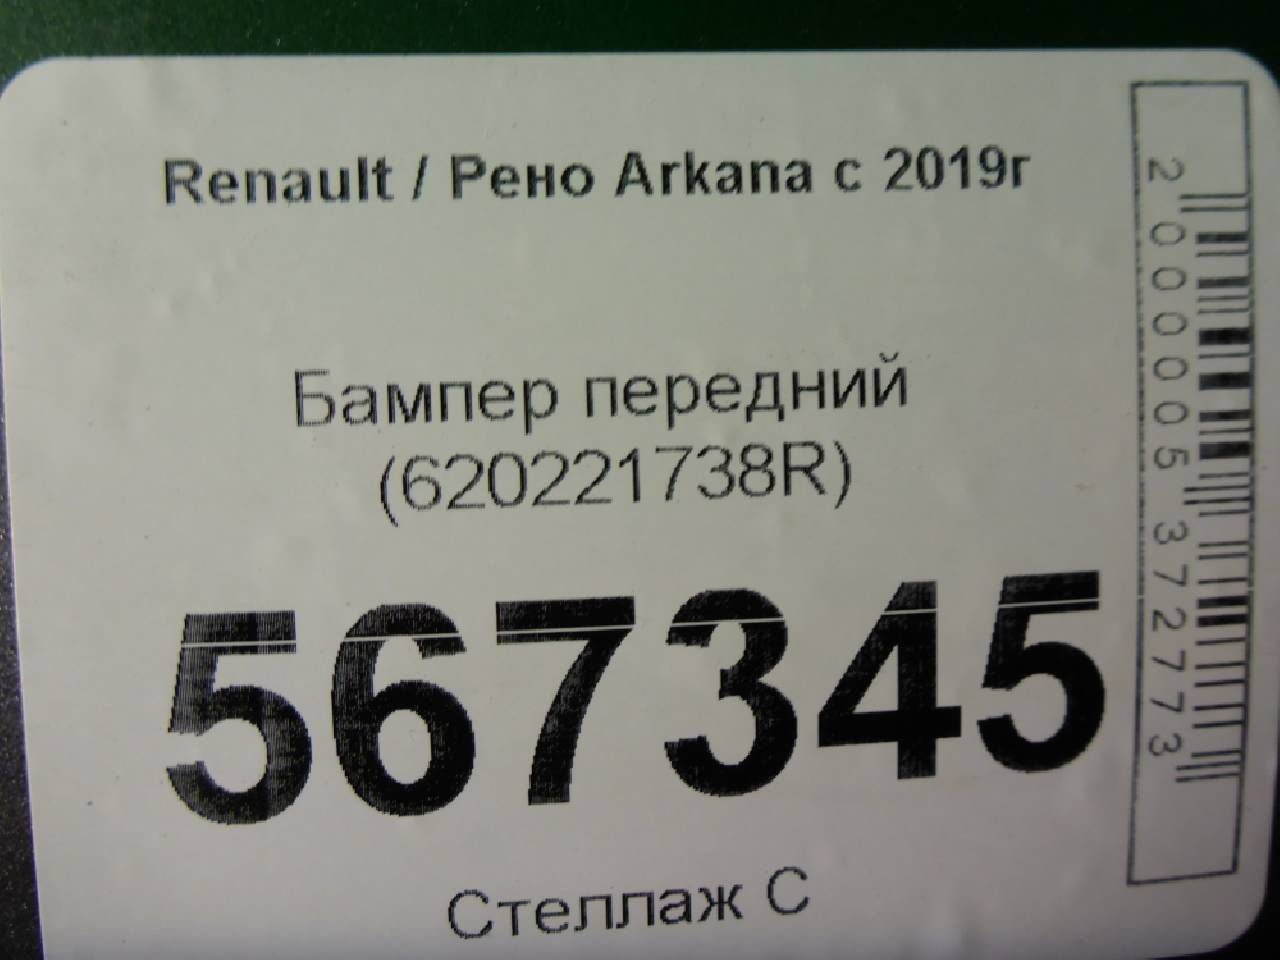 Renault / Рено Arkana с 2019г
Бампер передний
(620221738R)
567345
Стеллаж С
2000005372773